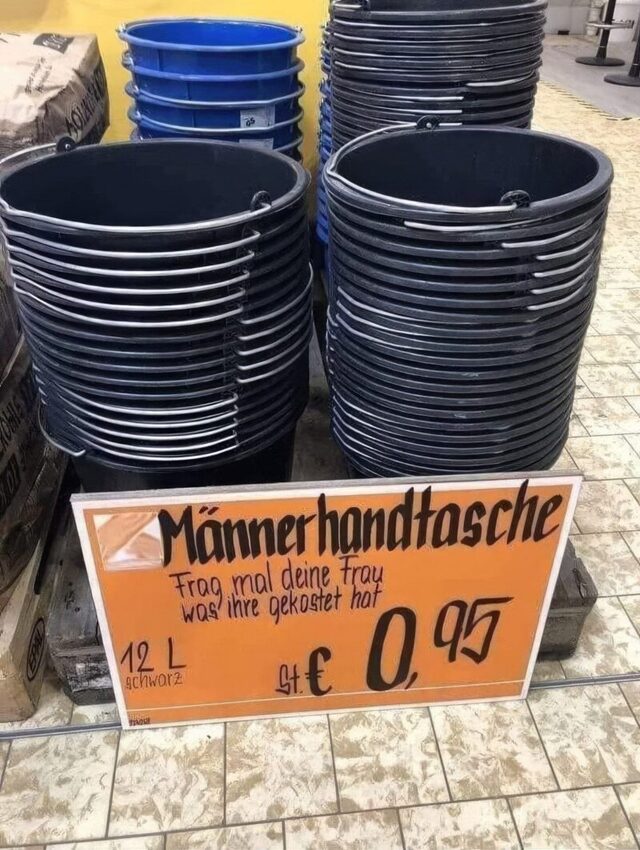 Männerhandtasche
Frag mal deine Frau
was ihre gekostet hat
12 L
schwarz
St. € 0,95